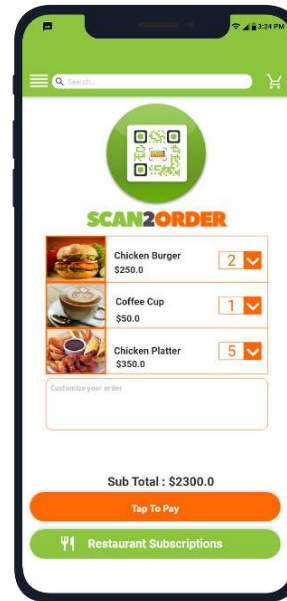 3:24 PM
Search...
SCAN2ORDER
Chicken Burger
$250.0
2
Coffee Cup
$50.0
1
Chicken Platter
$350.0
5
Customize your order
Sub Total : $2300.0
Tap To Pay
Restaurant Subscriptions